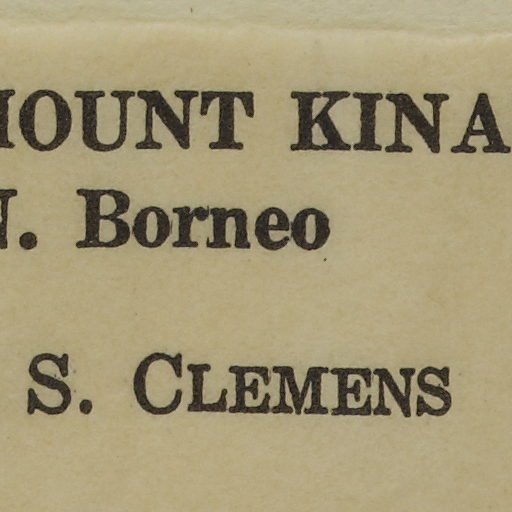 MOUNT KINA
N. Borneo
S. CLEMENS